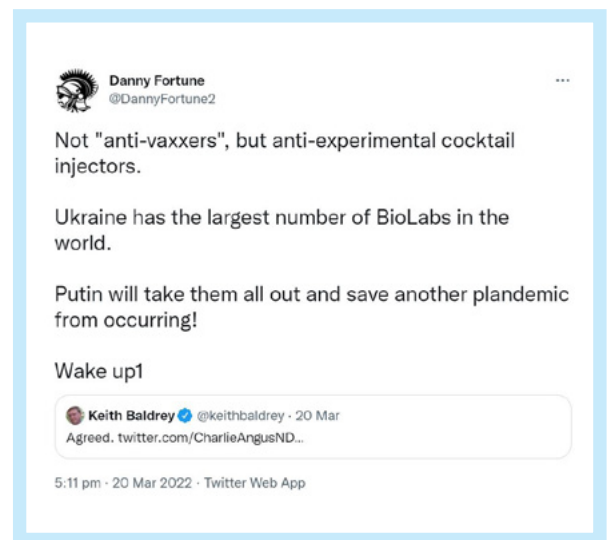 Danny Fortune
@DannyFortune2
Not "anti-vaxxers", but anti-experimental cocktail
injectors.
Ukraine has the largest number of BioLabs in the
world.
Putin will take them all out and save another plandemic
from occurring!
Wake up1
Keith Baldrey @keithbaldrey · 20 Mar
Agreed. twitter.com/CharlieAngusND...
5:11 pm · 20 Mar 2022 · Twitter Web App